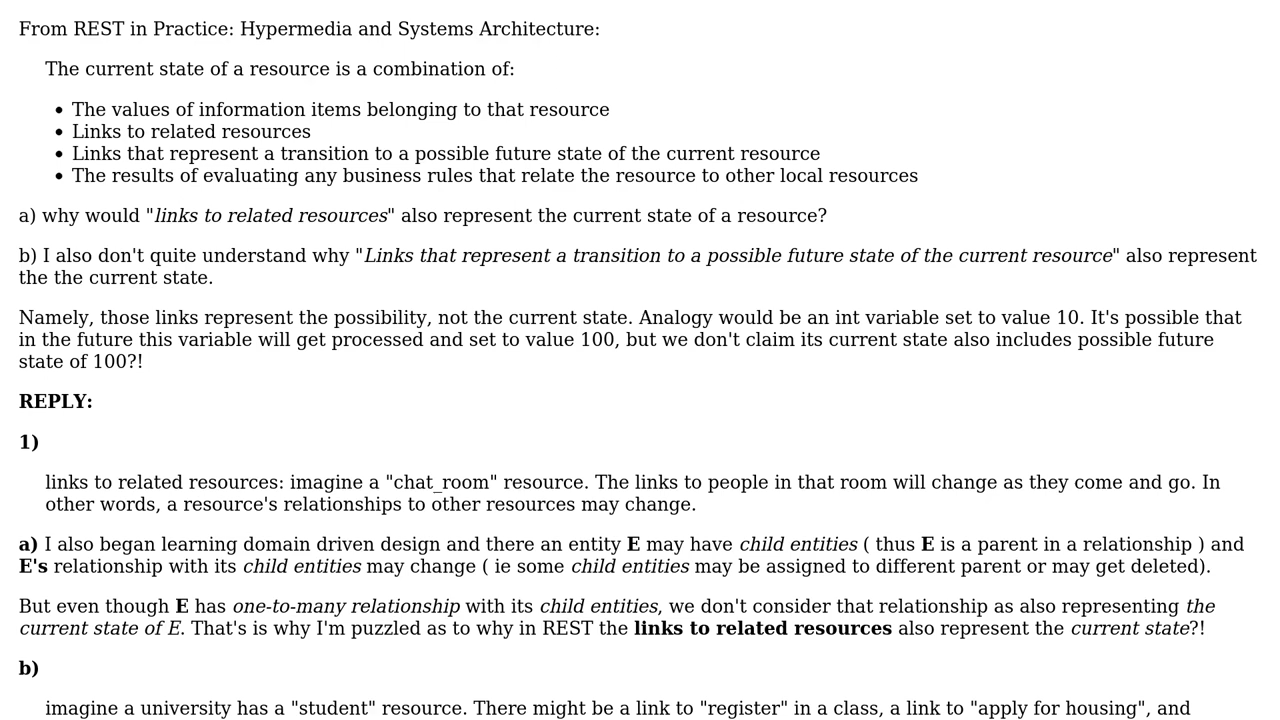 From REST in Practice: Hypermedia and Systems Architecture:
The current state of a resource is a combination of:
• The values of information items belonging to that resource
• Links to related resources
• Links that represent a transition to a possible future state of the current resource
• The results of evaluating any business rules that relate the resource to other local resources
a) why would "links to related resources" also represent the current state of a resource?
b) I also don't quite understand why "Links that represent a transition to a possible future state of the current resource" also represent
the the current state.
Namely, those links represent the possibility, not the current state. Analogy would be an int variable set to value 10. It's possible that
in the future this variable will get processed and set to value 100, but we don't claim its current state also includes possible future
state of 100?!
REPLY:
1)
links to related resources: imagine a "chat_room" resource. The links to people in that room will change as they come and go. In
other words, a resource's relationships to other resources may change.
a) I also began learning domain driven design and there an entity E may have child entities ( thus E is a parent in a relationship ) and
E's relationship with its child entities may change ( ie some child entities may be assigned to different parent or may get deleted).
But even though E has one-to-many relationship with its child entities, we don't consider that relationship as also representing the
current state of E. That's is why I'm puzzled as to why in REST the links to related resources also represent the current state?!
b)
imagine a university has a "student" resource. There might be a link to "register" in a class, a link to "apply for housing", and